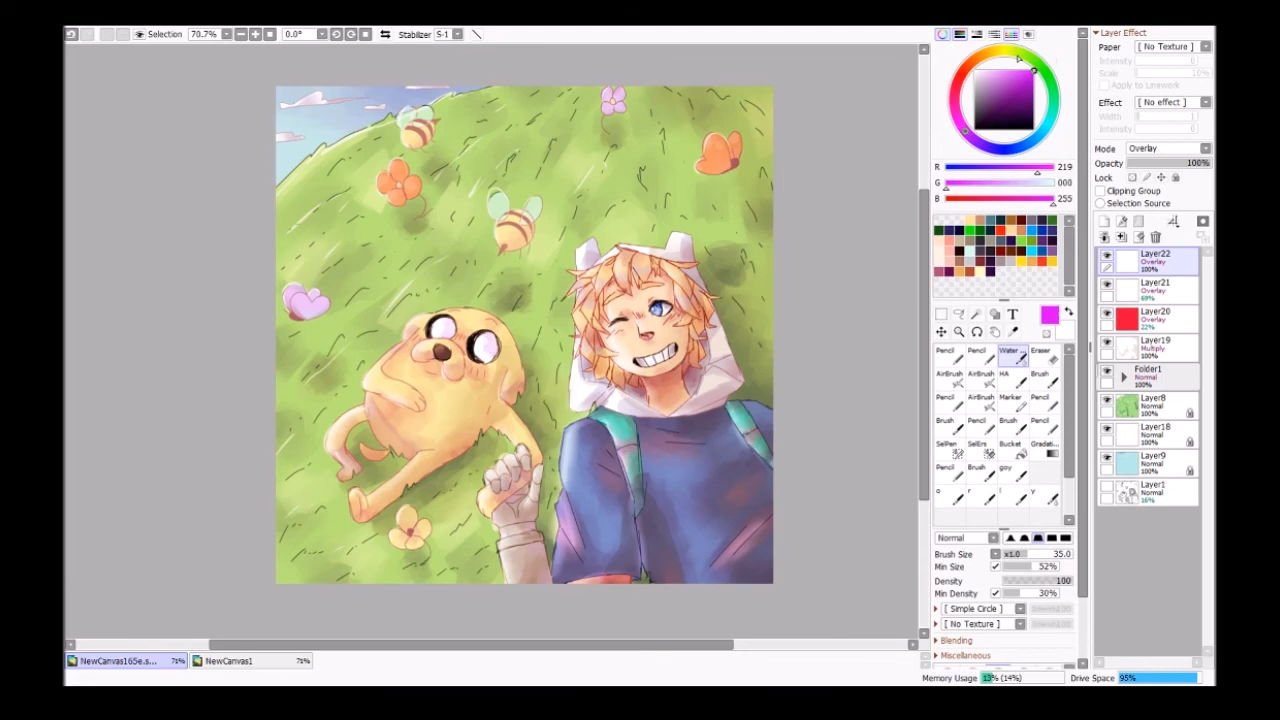 Selection 70.7% 0.0° Stabilizer S-1
Layer Effect
Paper [ No Texture ]
Intensity 0
Scale 10%
Apply to Linework
Effect [ No effect ]
Width 1
Intensity 0
Mode Overlay
Opacity 100%
Lock
Clipping Group
Selection Source
R 219
G 000
B 255
Layer22
Overlay
100%
Layer21
Overlay
69%
Layer20
Overlay
22%
Layer19
Multiply
100%
Folder1
Normal
100%
Layer8
Normal
100%
Layer18
Normal
100%
Layer9
Normal
100%
Layer1
Normal
16%
T
Pencil Pencil Water ... Eraser
AirBrush AirBrush HA Brush
Pencil AirBrush Marker Pencil
Brush Pencil Brush Pencil
SelPen SelErs Bucket Gradati...
Pencil Brush goy
o r l y
Normal
Brush Size x1.0 35.0
Min Size 52%
Density 100
Min Density 30%
[ Simple Circle ]
[ No Texture ]
Blending
Miscellaneous
NewCanvas165e.s... 71% NewCanvas1 71%
Memory Usage 13% (14%) Drive Space 95%